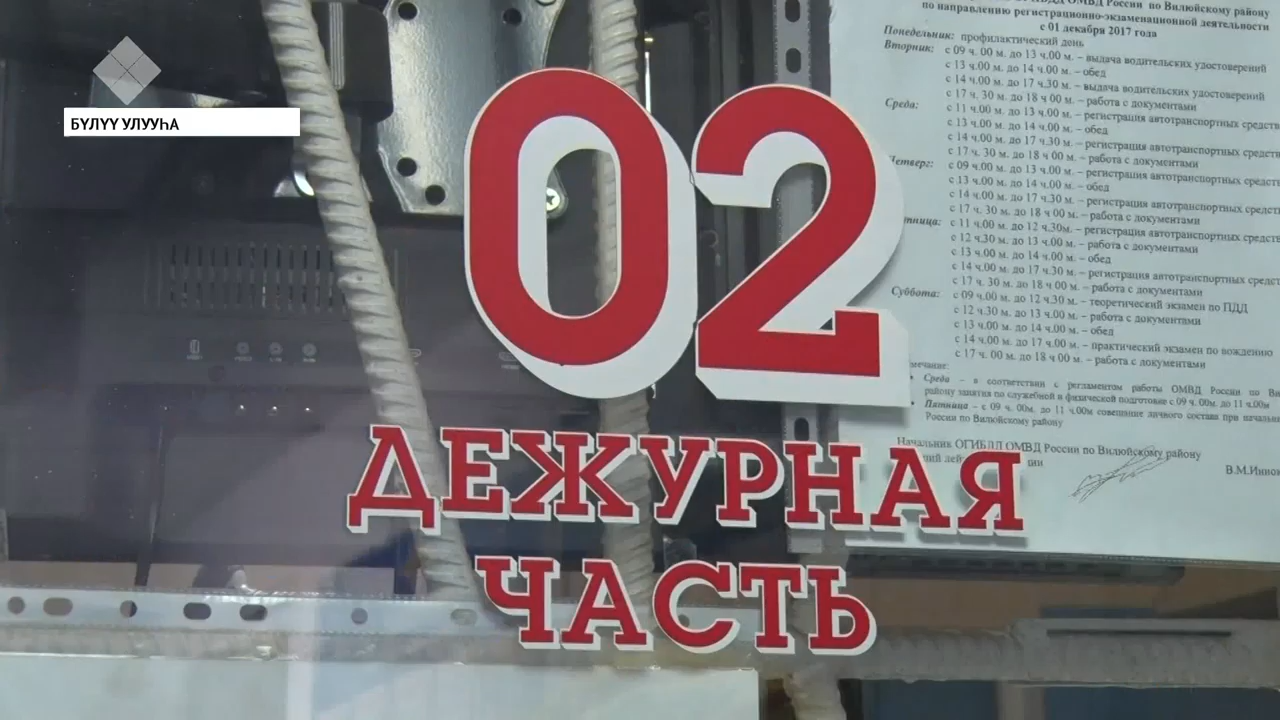 БҮЛҮҮ УЛУУҺА
02
ДЕЖУРНАЯ
ЧАСТЬ
ОМВД России по Вилюйскому району
по направлению регистрационно-экзаменационной деятельности
с 01 декабря 2017 года
Понедельник: профилактический день
Вторник: с 09 ч. 00 м. до 13 ч.00 м. – выдача водительских удостоверений
с 13 ч.00 м. до 14 ч.00 м. – обед
с 14 ч.00 м. до 17 ч.30 м. – выдача водительских удостоверений
с 17 ч. 30 м. до 18 ч 00 м. – работа с документами
Среда: с 11 ч.00 м. до 13 ч.00 м. – регистрация автотранспортных средств
с 13 ч.00 м. до 14 ч.00 м. – обед
с 14 ч.00 м. до 17 ч.30 м. – регистрация автотранспортных средств
с 17 ч. 30 м. до 18 ч 00 м. – работа с документами
Четверг: с 09 ч.00 м. до 13 ч.00 м. – регистрация автотранспортных средств
с 13 ч.00 м. до 14 ч.00 м. – обед
с 14 ч.00 м. до 17 ч.30 м. – регистрация автотранспортных средств
с 17 ч. 30 м. до 18 ч 00 м. – работа с документами
тница: с 11 ч.00 м. до 12 ч.30м. – регистрация автотранспортных средств
с 12 ч.30 м. до 13 ч.00 м. – работа с документами
с 13 ч.00 м. до 14 ч.00 м. – обед
с 14 ч.00 м. до 17 ч.30 м. – регистрация автотранспортных средст
с 17 ч. 30 м. до 18 ч 00 м. – работа с документами
Суббота: с 09 ч.00 м. до 12 ч.30 м. – теоретический экзамен по ПДД
с 12 ч.30 м. до 13 ч.00 м. – работа с документами
с 13 ч.00 м. до 14 ч.00 м. – обед
с 14 ч.00 м. до 17 ч.00 м. – практический экзамен по вождению
с 17 ч. 00 м. до 18 ч 00 м. – работа с документами
мечание:
Среда – в соответствии с регламентом работы ОМВД России по Ви
району занятия по служебной и физической подготовке с 09 ч. 00м. до 11 ч.00м
Пятница – с 09 ч. 00м. до 11 ч.00м совещание личного состава при начальн
России по Вилюйскому району
Начальник ОГИБДД ОМВД России по Вилюйскому району
В.М.Инно